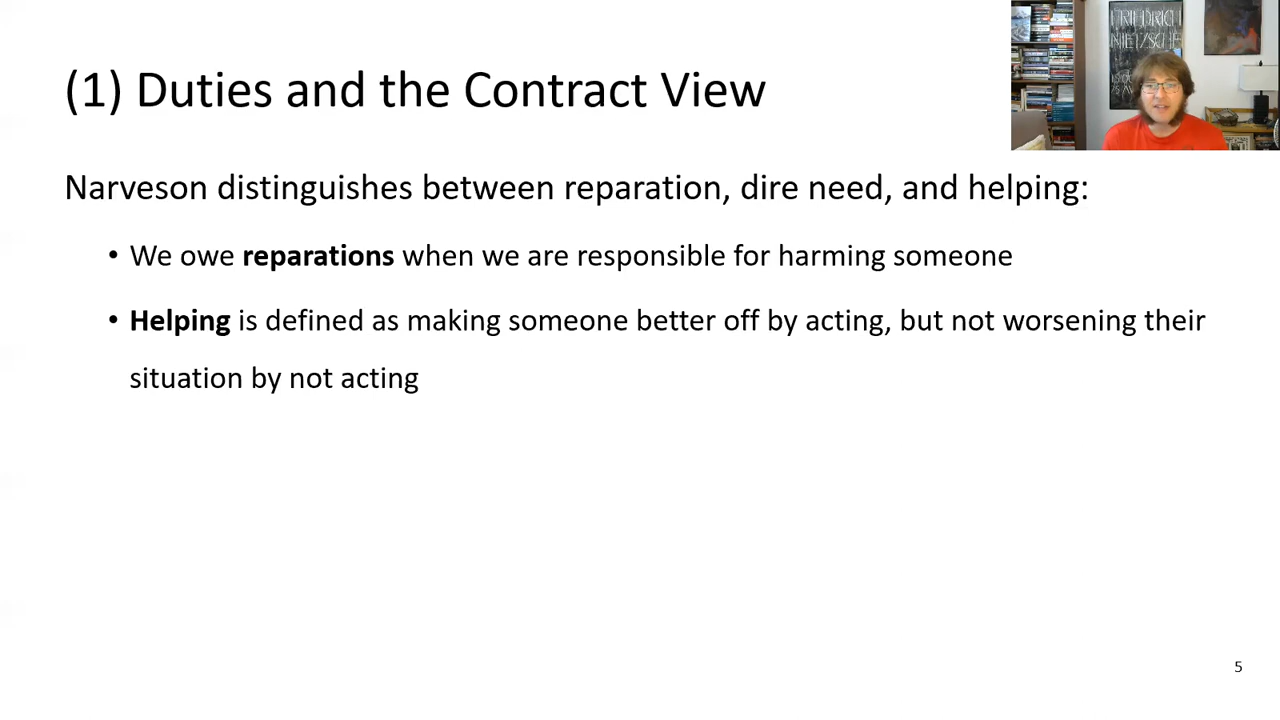 (1) Duties and the Contract View
FRIEDRICH
NIETZSCHE
Narveson distinguishes between reparation, dire need, and helping:
• We owe reparations when we are responsible for harming someone
• Helping is defined as making someone better off by acting, but not worsening their
situation by not acting
5